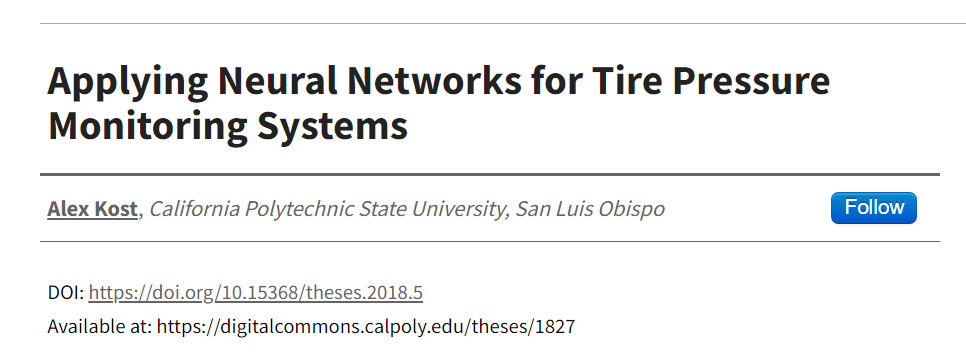 Applying Neural Networks for Tire Pressure
Monitoring Systems
Alex Kost, California Polytechnic State University, San Luis Obispo
Follow
DOI: https://doi.org/10.15368/theses.2018.5
Available at: https://digitalcommons.calpoly.edu/theses/1827